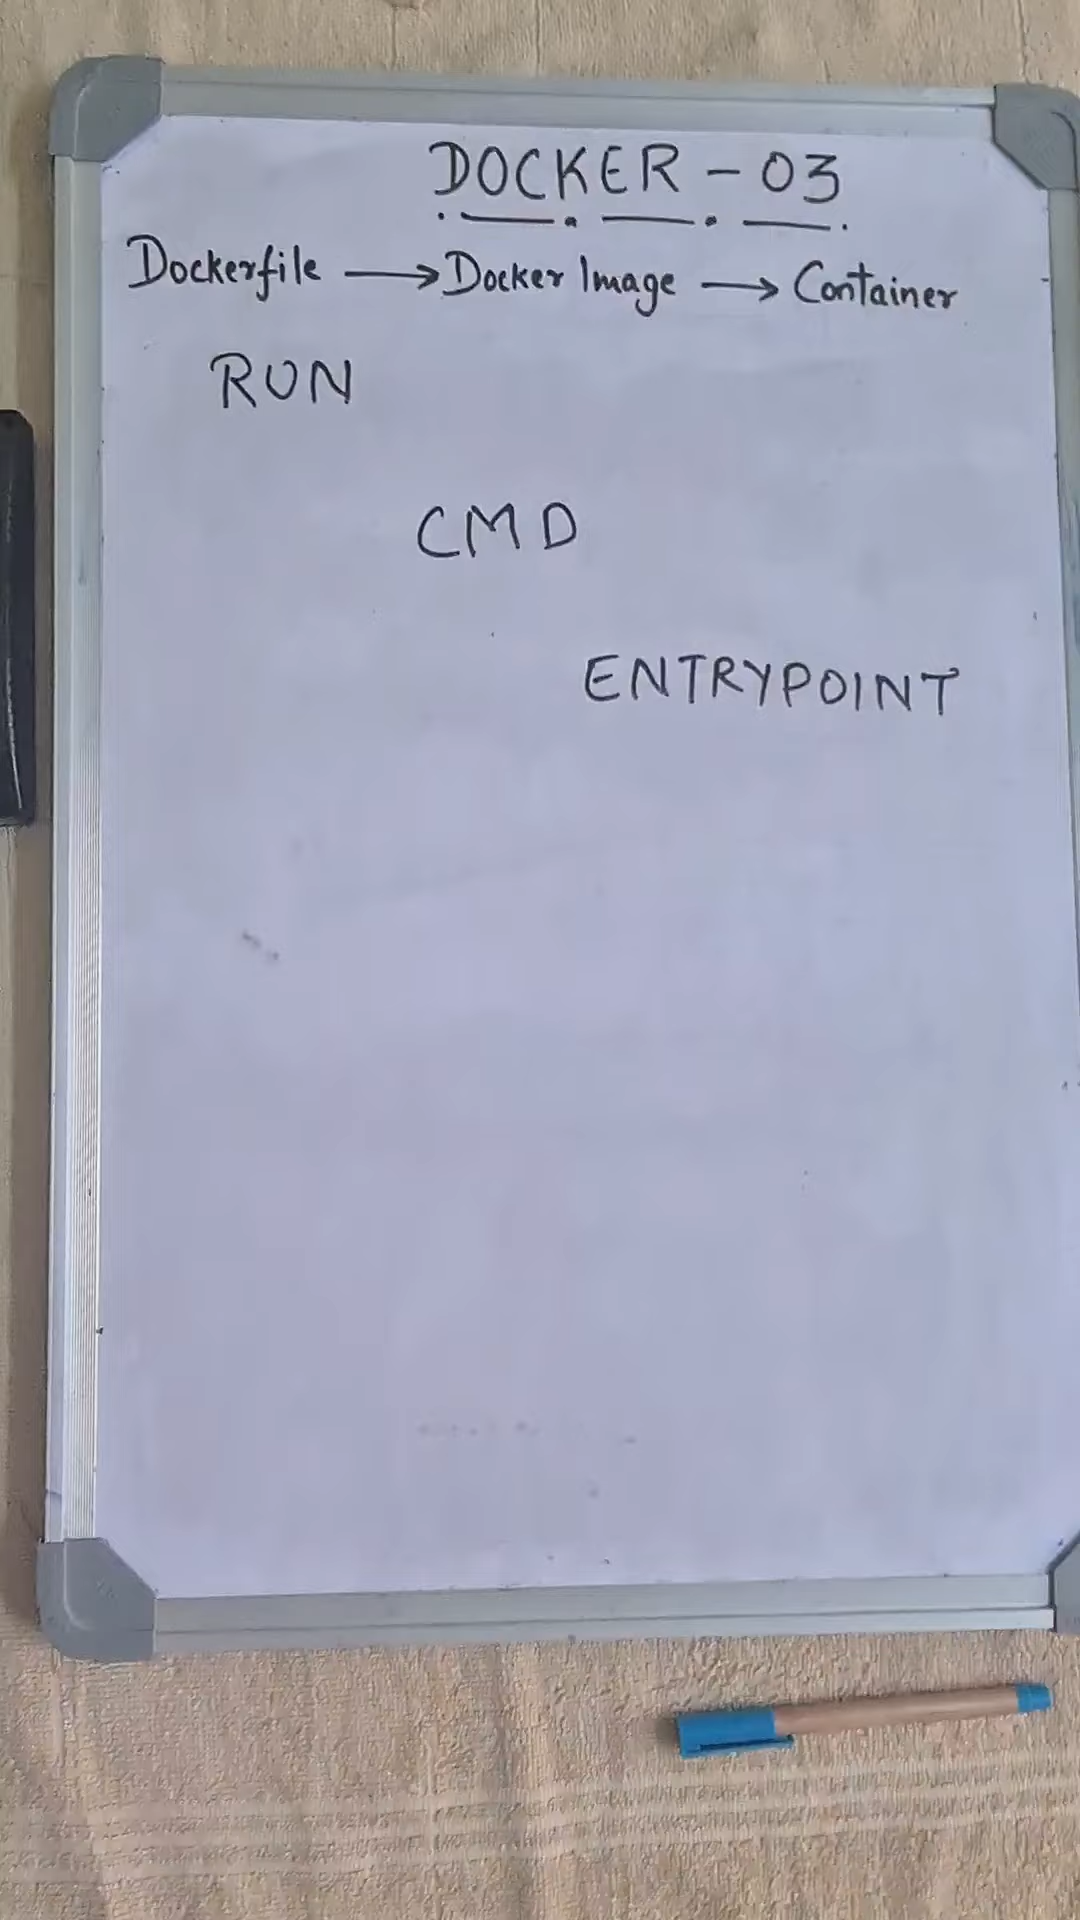 DOCKER - 03
Dockerfile → Docker Image → Container
RUN
CMD
ENTRYPOINT